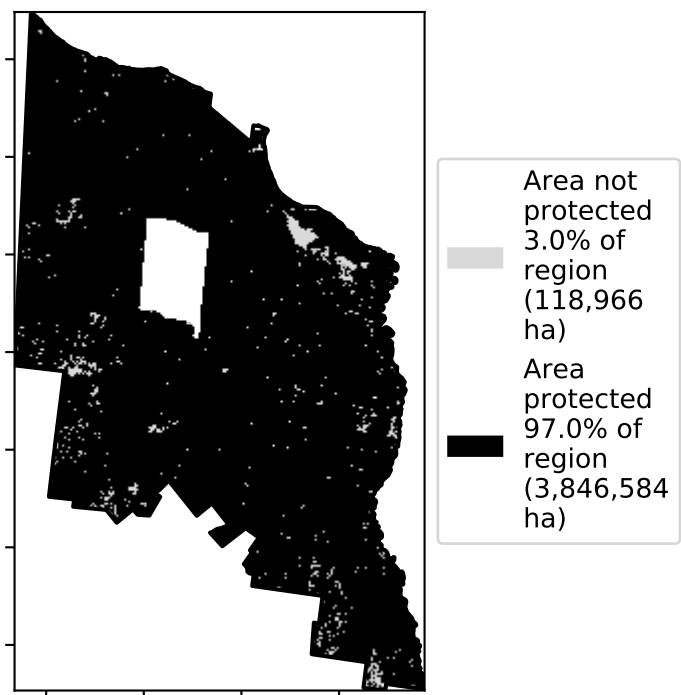 Area not
protected
3.0% of
region
(118,966
ha)
Area
protected
97.0% of
region
(3,846,584
ha)